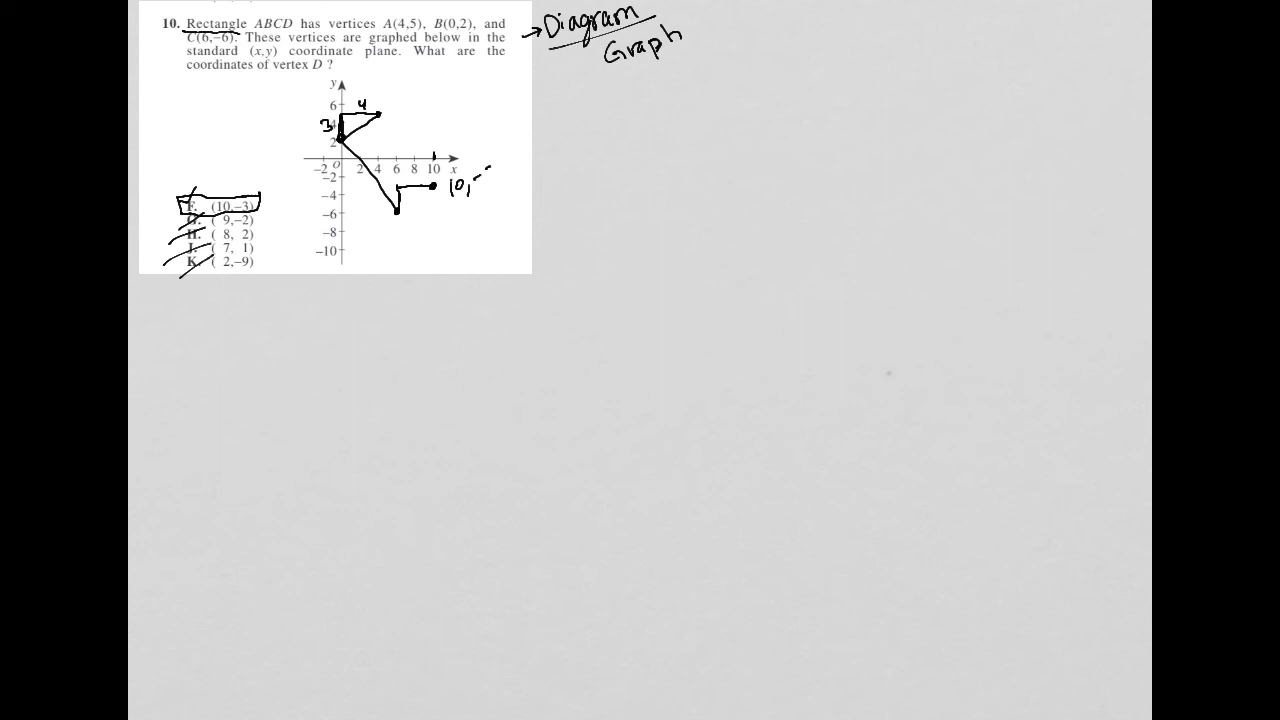 10. Rectangle ABCD has vertices A(4,5), B(0,2), and
C(6,−6). These vertices are graphed below in the
standard (x,y) coordinate plane. What are the
coordinates of vertex D ?
→ Diagram
Graph
y
6
4
2
4
3
−2 O 2 4 6 8 10 x
−2
−4
−6
−8
−10
10, -
F. (10,−3)
G. ( 9,−2)
H. ( 8, 2)
J. ( 7, 1)
K. ( 2,−9)